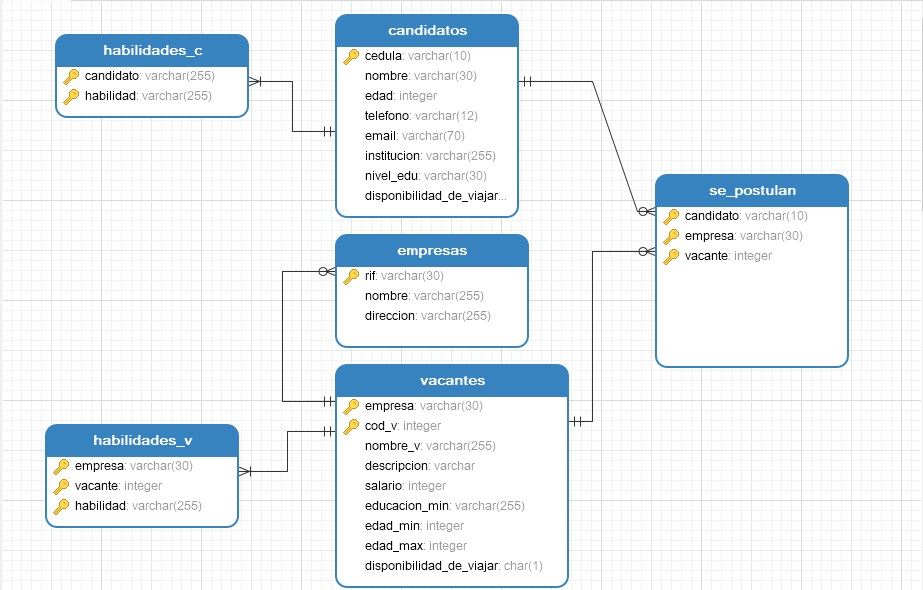 habilidades_c
candidato: varchar(255)
habilidad: varchar(255)
candidatos
cedula: varchar(10)
nombre: varchar(30)
edad: integer
telefono: varchar(12)
email: varchar(70)
institucion: varchar(255)
nivel_edu: varchar(30)
disponibilidad_de_viajar...
se_postulan
candidato: varchar(10)
empresa: varchar(30)
vacante: integer
empresas
rif: varchar(30)
nombre: varchar(255)
direccion: varchar(255)
vacantes
empresa: varchar(30)
cod_v: integer
nombre_v: varchar(255)
descripcion: varchar
salario: integer
educacion_min: varchar(255)
edad_min: integer
edad_max: integer
disponibilidad_de_viajar: char(1)
habilidades_v
empresa: varchar(30)
vacante: integer
habilidad: varchar(255)